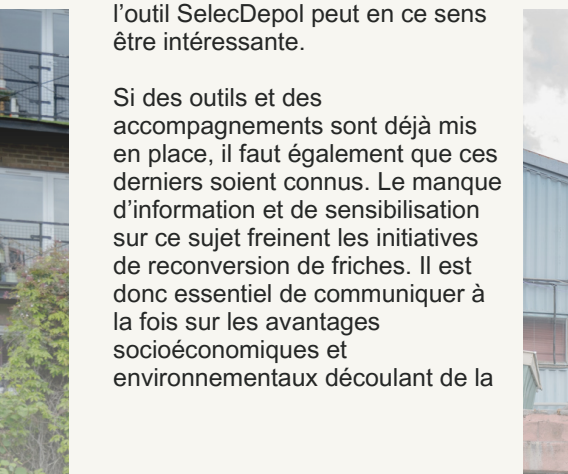 l’outil SelecDepol peut en ce sens
être intéressante.
Si des outils et des
accompagnements sont déjà mis
en place, il faut également que ces
derniers soient connus. Le manque
d’information et de sensibilisation
sur ce sujet freinent les initiatives
de reconversion de friches. Il est
donc essentiel de communiquer à
la fois sur les avantages
socioéconomiques et
environnementaux découlant de la